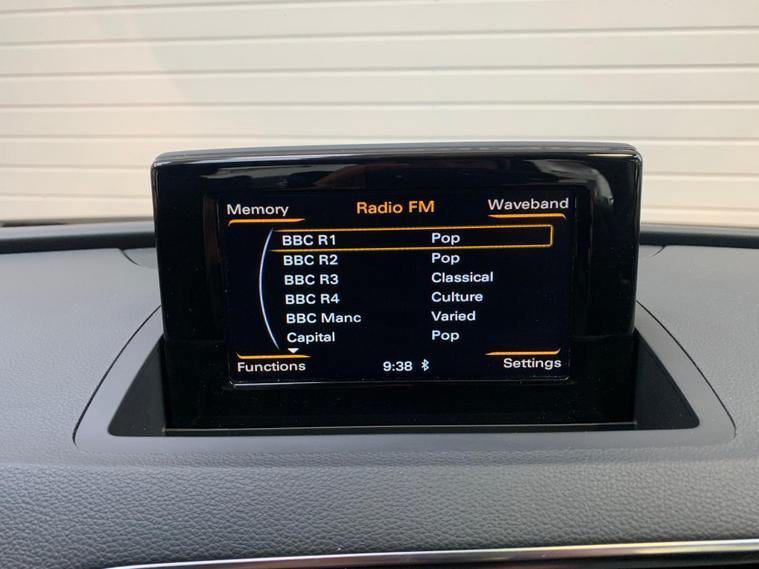 Memory Radio FM Waveband
BBC R1 Pop
BBC R2 Pop
BBC R3 Classical
BBC R4 Culture
BBC Manc Varied
Capital Pop
Functions 9:38 Settings